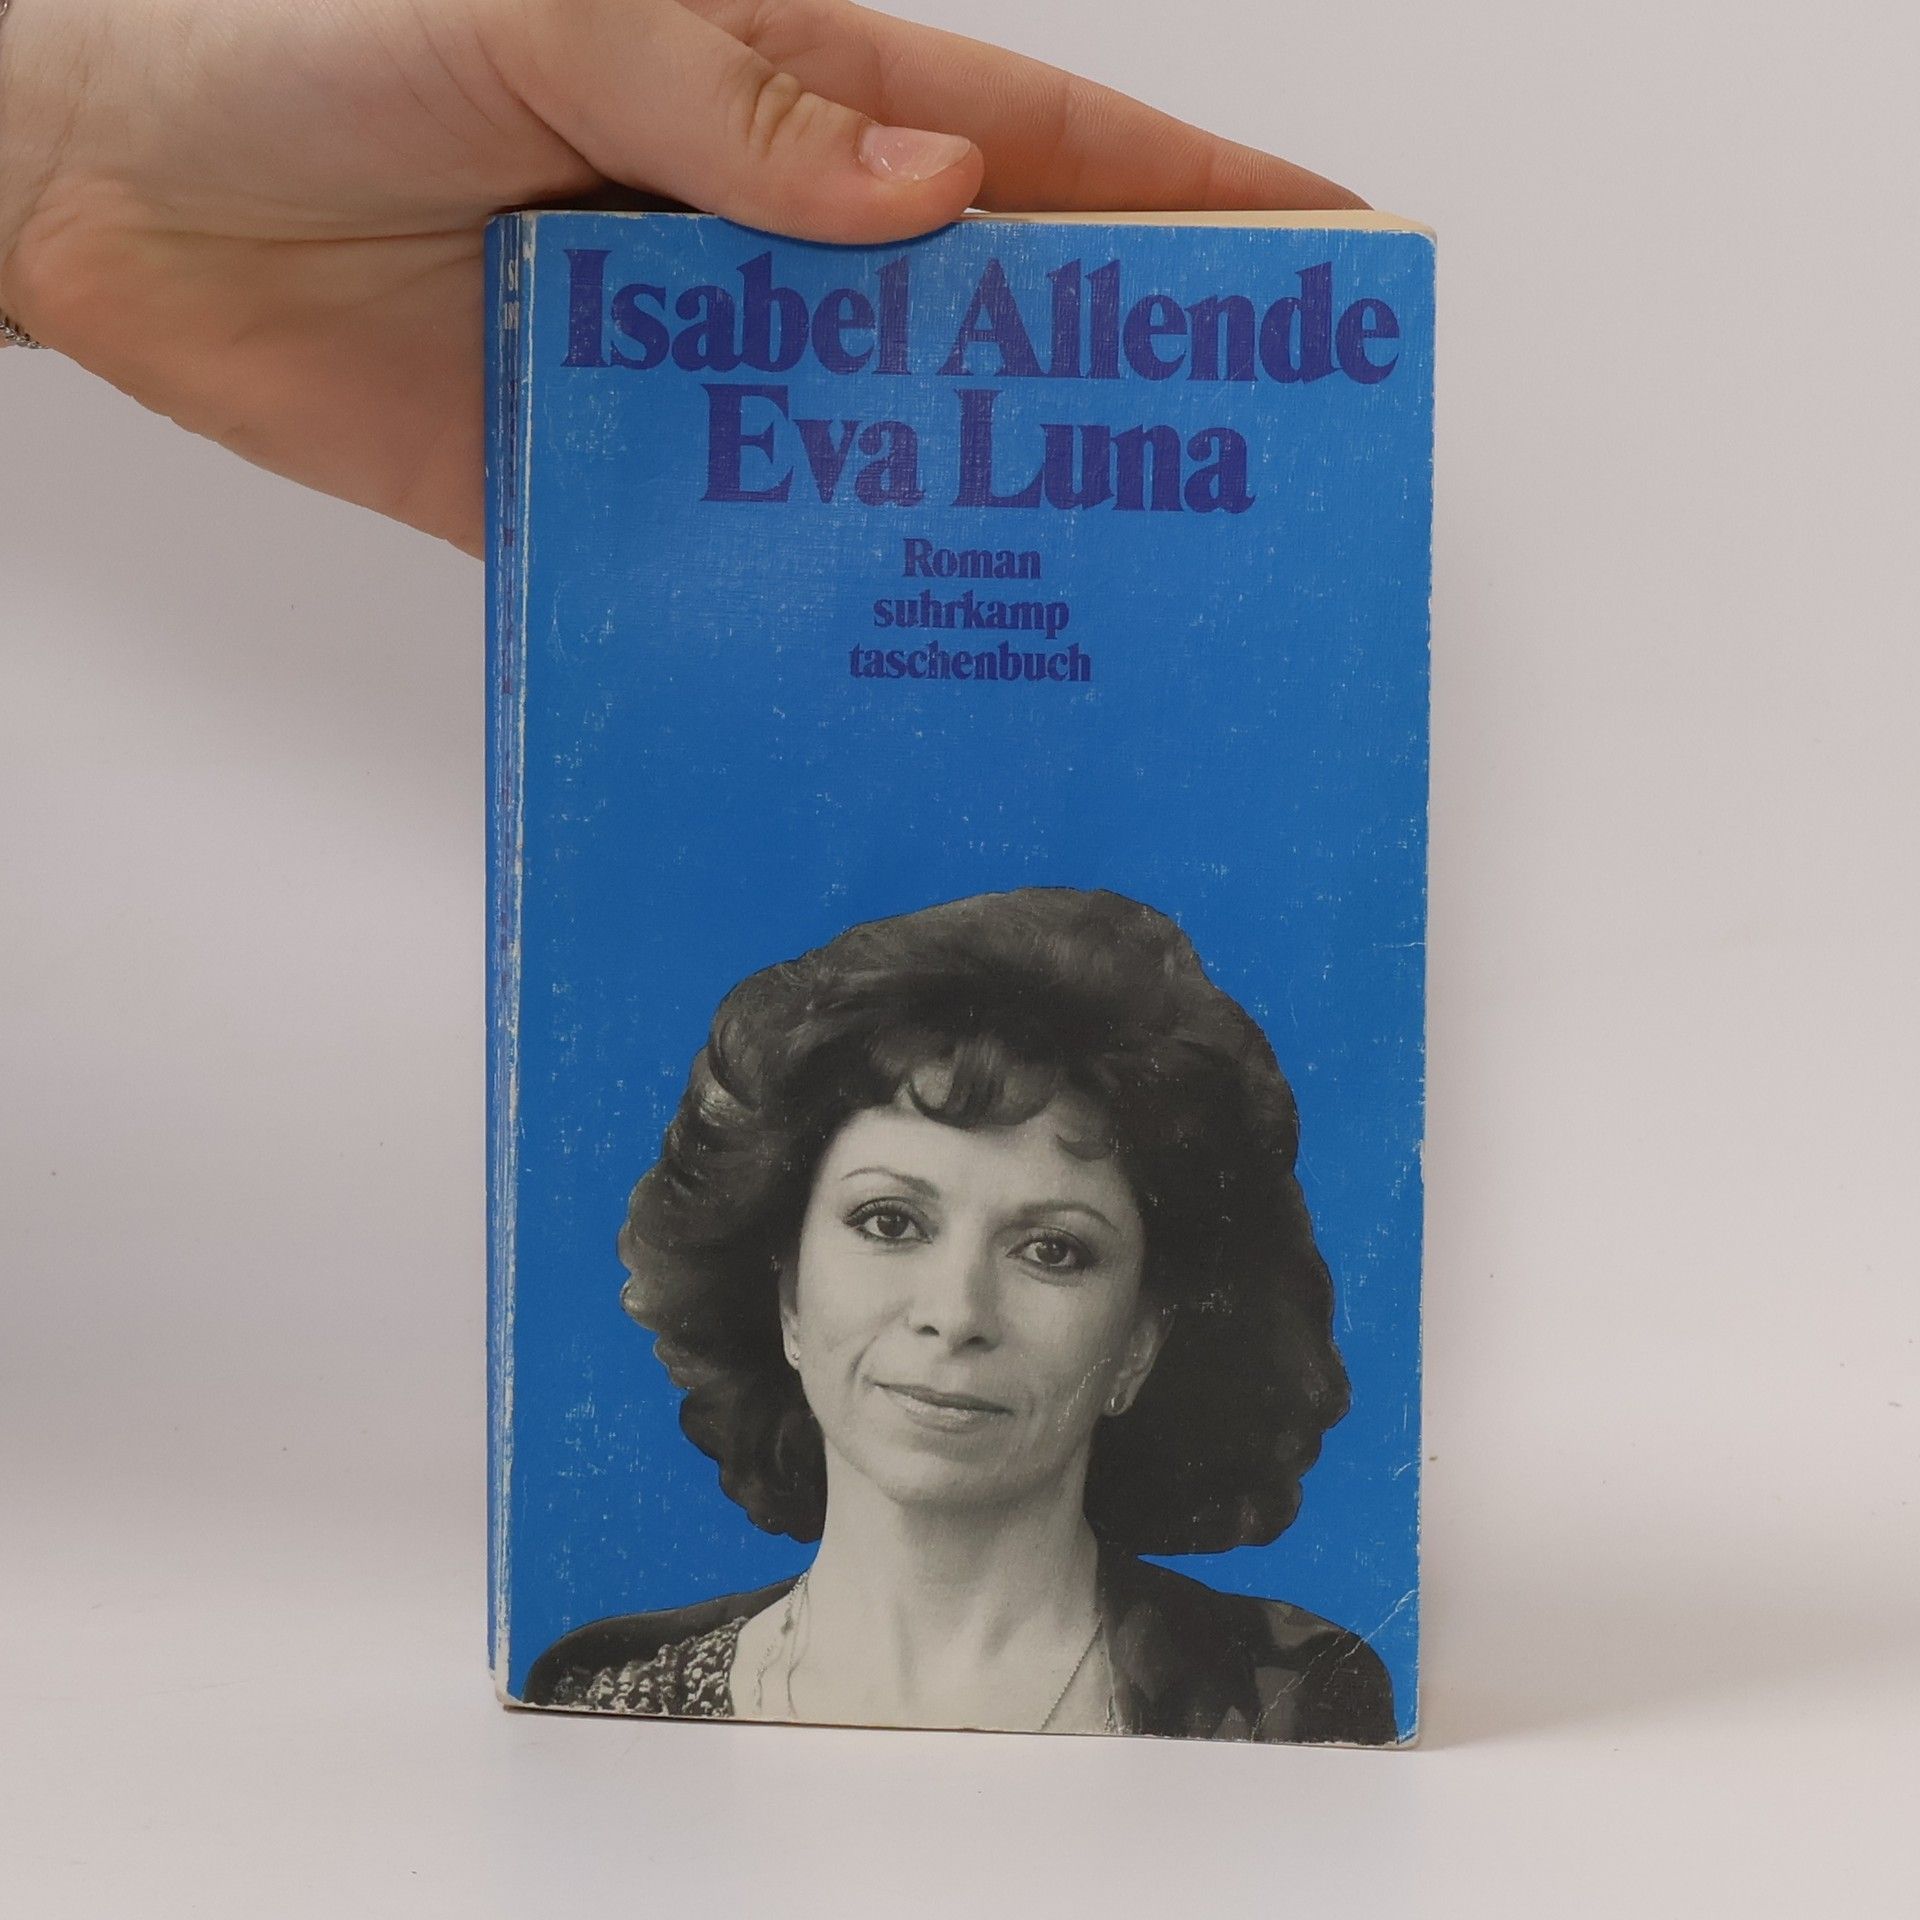 Isabel Allende
Eva Luna
Roman
suhrkamp
taschenbuch